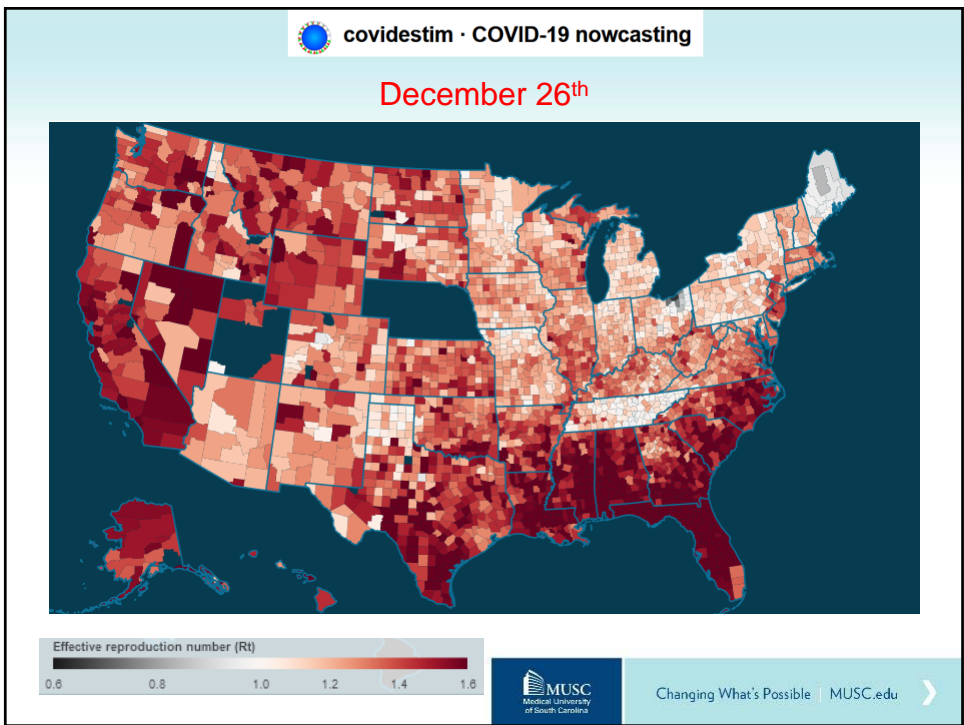 covidestim · COVID-19 nowcasting
December 26th
Effective reproduction number (Rt)
0.6 0.8 1.0 1.2 1.4 1.6
MUSC
Medical University
of South Carolina
Changing What's Possible | MUSC.edu